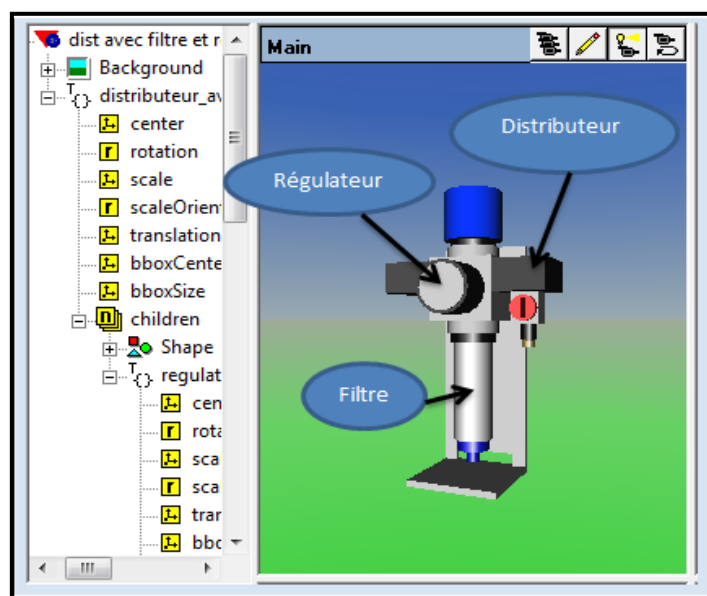 dist avec filtre et r
Background
distributeur_av
center
rotation
scale
scaleOrient
translation
bboxCente
bboxSize
children
Shape
regulat
cen
rota
sca
sca
tran
bbo
Main
Distributeur
Régulateur
Filtre